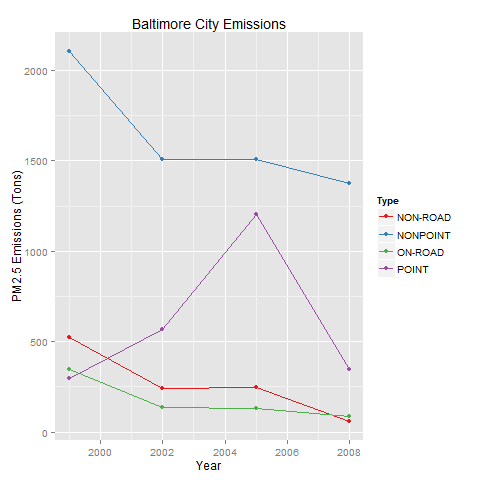 Baltimore City Emissions
PM2.5 Emissions (Tons)
2000
1500
1000
500
0
2000
2002
2004
2006
2008
Year
Type
NON-ROAD
NONPOINT
ON-ROAD
POINT